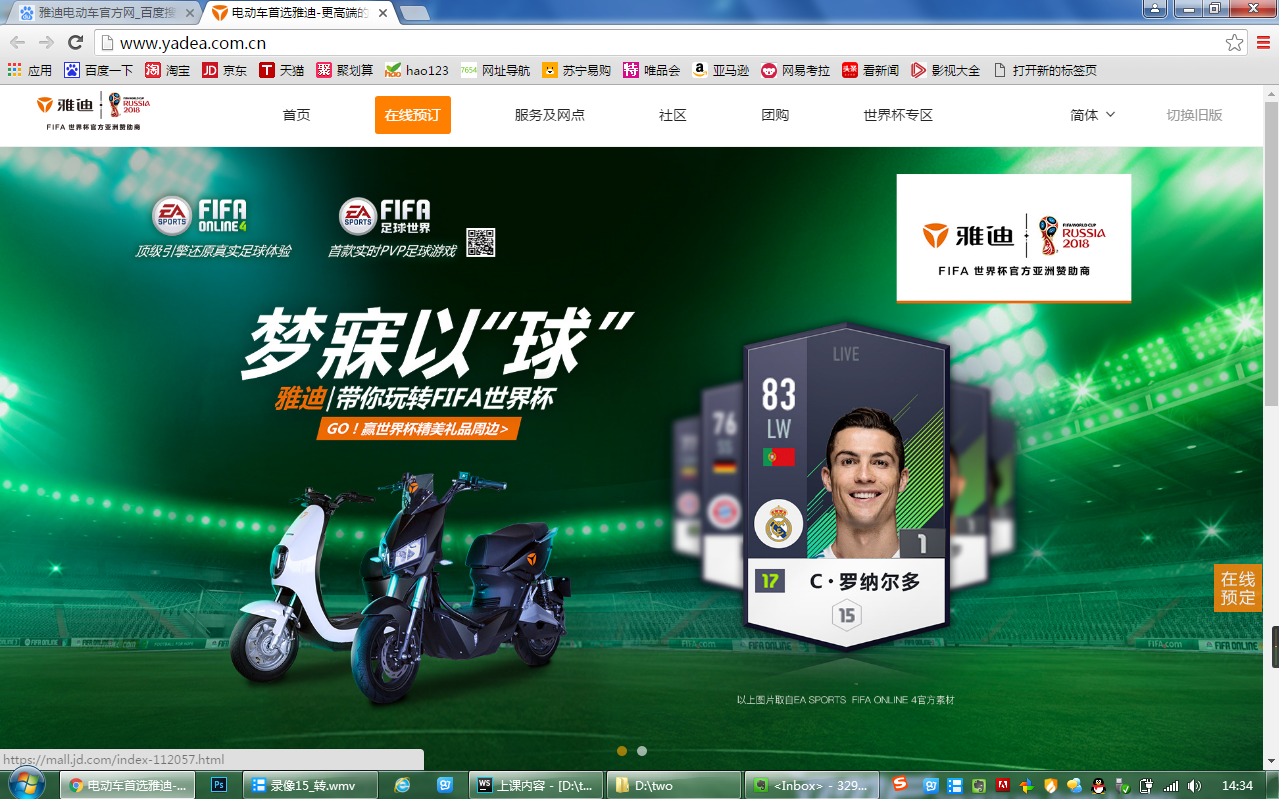 雅迪电动车官方网_百度搜
电动车首选雅迪-更高端的
www.yadea.com.cn
应用 百度一下 淘宝 京东 天猫 聚划算 hao123 网址导航 苏宁易购 唯品会 亚马逊 网易考拉 看新闻 影视大全 打开新的标签页
雅迪 RUSSIA 2018
FIFA 世界杯官方亚洲赞助商
首页 在线预订 服务及网点 社区 团购 世界杯专区 简体 切换旧版
EA SPORTS FIFA ONLINE 4
顶级引擎还原真实足球体验
EA SPORTS FIFA 足球世界
首款实时PVP足球游戏
雅迪 FIFA WORLD CUP RUSSIA 2018
FIFA 世界杯官方亚洲赞助商
梦寐以“球”
雅迪|带你玩转FIFA世界杯
GO！赢世界杯精美礼品周边>
LIVE
83
LW
76
1
17 C·罗纳尔多
15
在线
预定
FIFA.com
FIFA ONLINE 4
以上图片取自EA SPORTS FIFA ONLINE 4官方素材
https://mall.jd.com/index-112057.html
电动车首选雅迪-... 录像15_转.wmv 上课内容 - [D:\t... D:\two <Inbox> - 329... 14:34